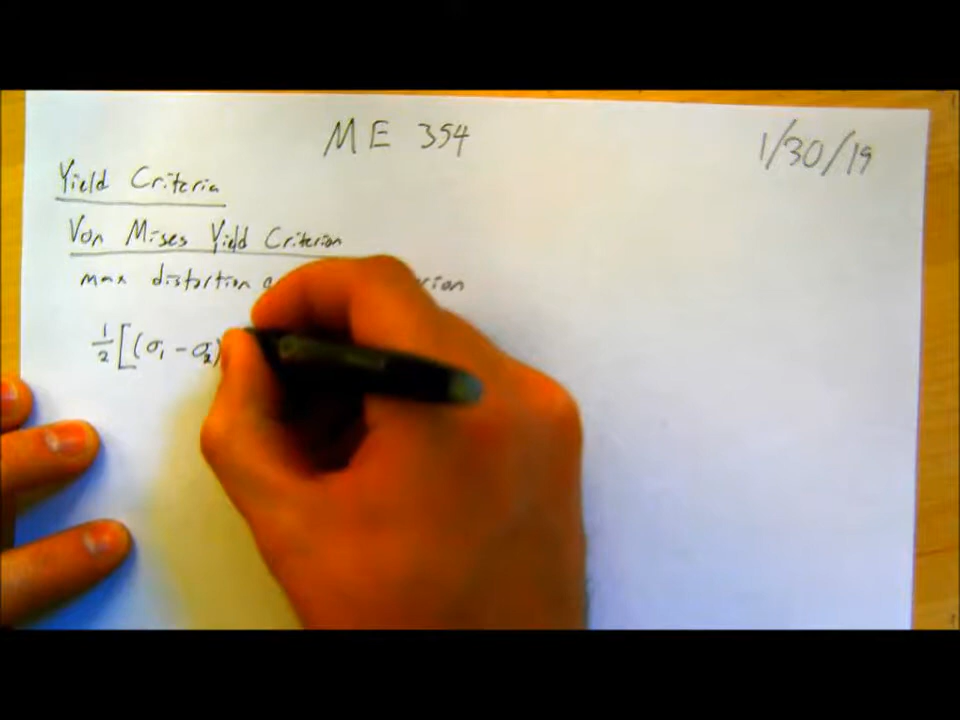 ME 354
1/30/19
Yield Criteria
Von Mises Yield Criterion
max distortion
1/2 [(σ1 - σ2)